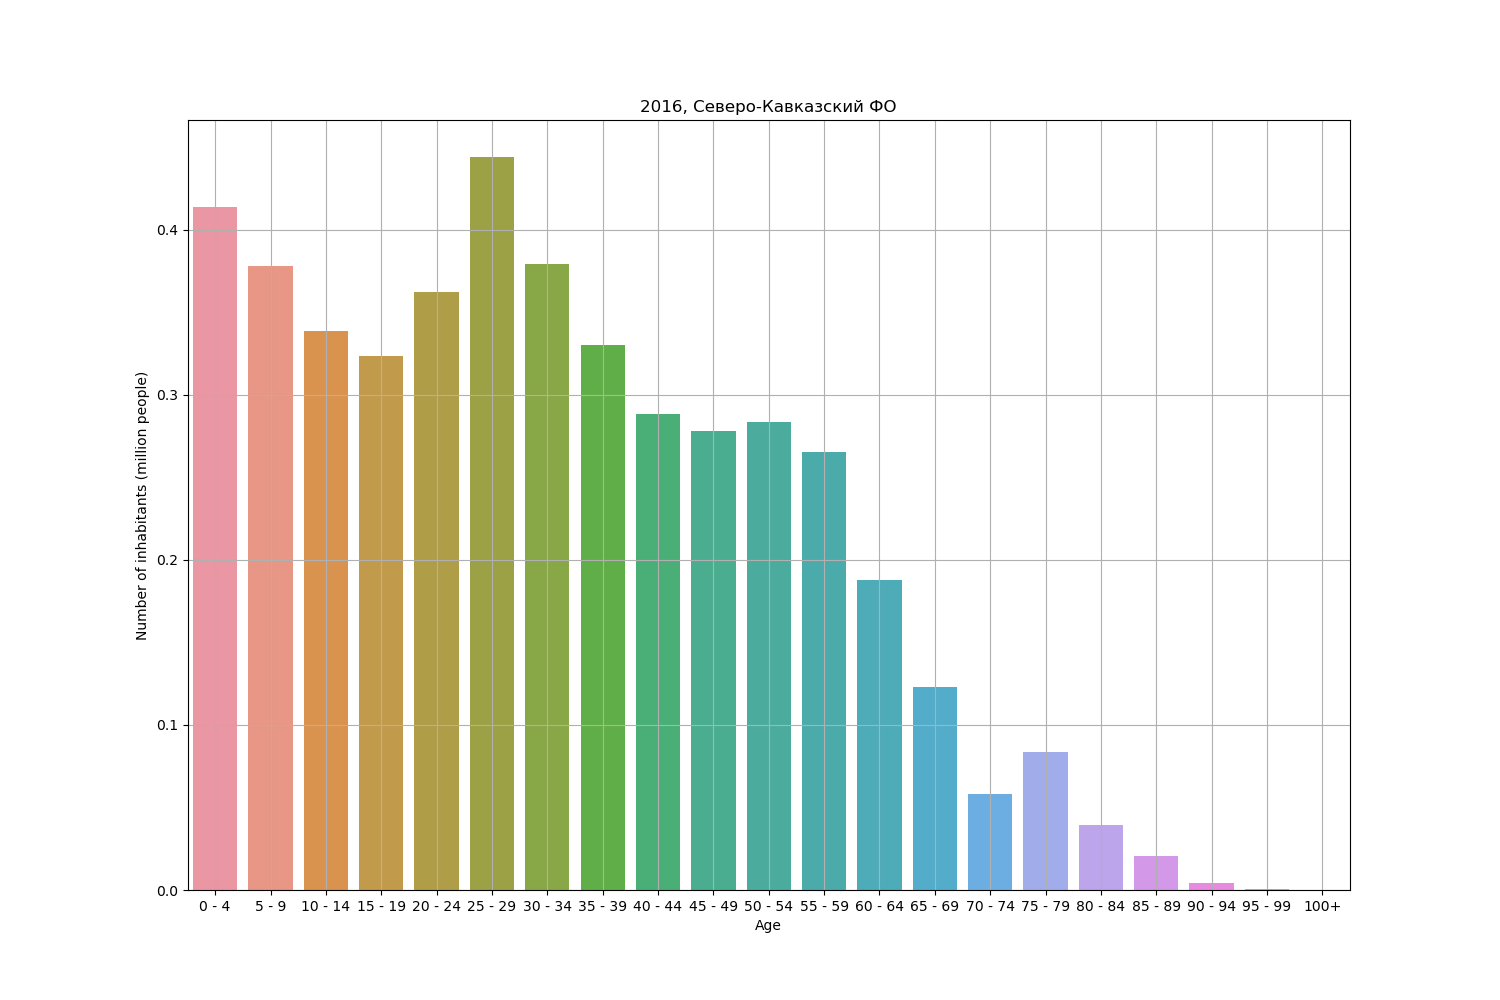 2016, Северо-Кавказский ФО
Number of inhabitants (million people)
0.4
0.3
0.2
0.1
0.0
0 - 4 5 - 9 10 - 14 15 - 19 20 - 24 25 - 29 30 - 34 35 - 39 40 - 44 45 - 49 50 - 54 55 - 59 60 - 64 65 - 69 70 - 74 75 - 79 80 - 84 85 - 89 90 - 94 95 - 99 100+
Age